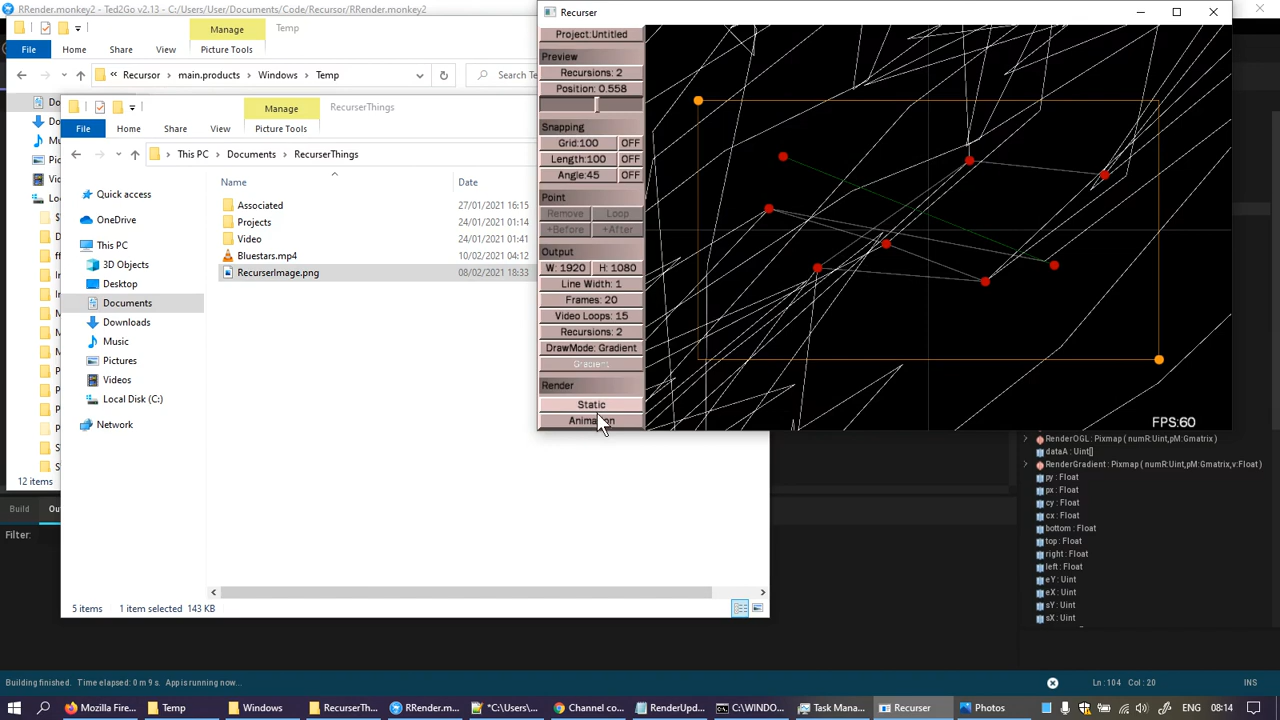 RRender.monkey2 - Ted2Go v2.13 - C:/Users/User/Documents/Code/Recursor/RRender.monkey2
Manage
Temp
File
Home
Share
View
Picture Tools
Recursor
main.products
Windows
Temp
Search Te
Manage
RecurserThings
File
Home
Share
View
Picture Tools
This PC
Documents
RecurserThings
Name
Date
Quick access
OneDrive
This PC
3D Objects
Desktop
Documents
Downloads
Music
Pictures
Videos
Local Disk (C:)
Network
Associated 27/01/2021 16:15
Projects 24/01/2021 01:14
Video 24/01/2021 01:41
Bluestars.mp4 10/02/2021 04:12
RecurserImage.png 08/02/2021 18:33
5 items 1 item selected 143 KB
12 items
Build
Filter:
Recurser
Project:Untitled
Preview
Recursions: 2
Position: 0.558
Snapping
Grid:100 OFF
Length:100 OFF
Angle:45 OFF
Point
Remove Loop
+Before +After
Output
W: 1920 H: 1080
Line Width: 1
Frames: 20
Video Loops: 15
Recursions: 2
DrawMode: Gradient
Gradient
Render
Static
Animation
FPS:60
RenderOGL : Pixmap ( numR:Uint,pM:Gmatrix )
dataA : Uint[]
RenderGradient : Pixmap ( numR:Uint,pM:Gmatrix,v:Float )
py : Float
px : Float
cy : Float
cx : Float
bottom : Float
top : Float
right : Float
left : Float
eY : Uint
eX : Uint
sY : Uint
sX : Uint
Building finished. Time elapsed: 0 m 9 s. App is running now...
Ln : 104 Col : 20
INS
Mozilla Fire...
Temp
Windows
RecurserTh...
RRender.m...
*"C:\Users\...
Channel co...
RenderUpd...
C:\WINDO...
Task Manag...
Recurser
Photos
ENG 08:14